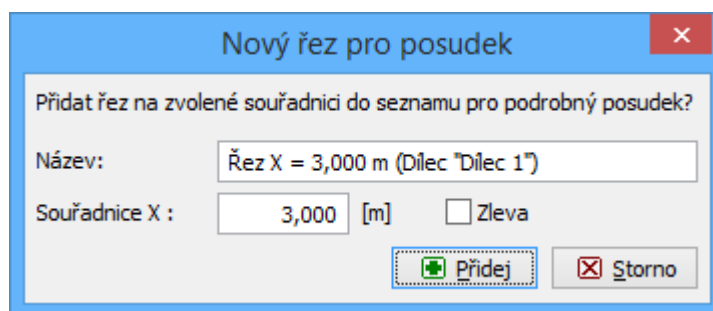 Nový řez pro posudek
Přidat řez na zvolené souřadnici do seznamu pro podrobný posudek?
Název: Řez X = 3,000 m (Dílec "Dílec 1")
Souřadnice X : 3,000 [m] Zleva
Přidej Storno